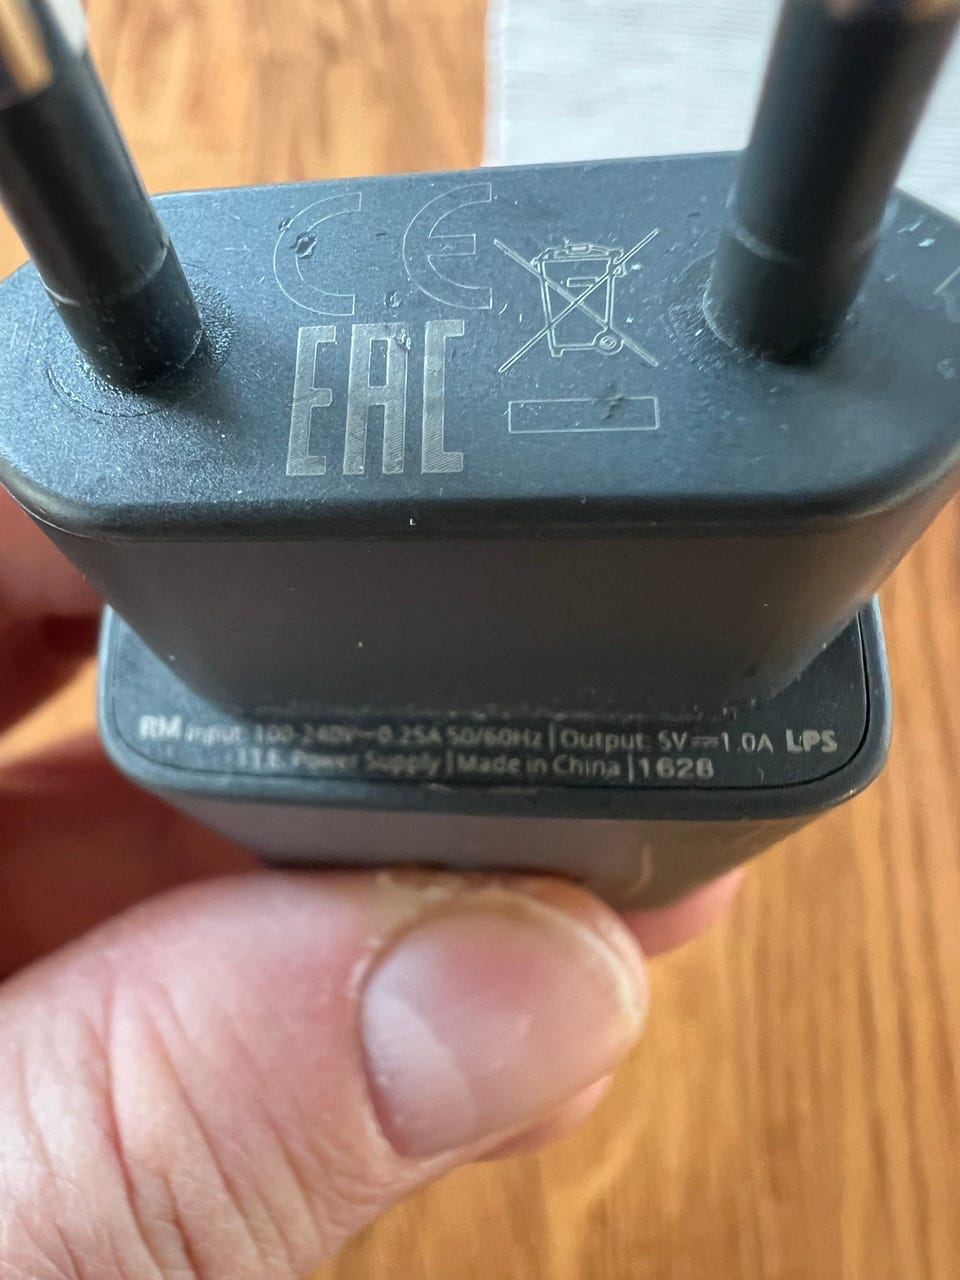 CE
EAC
RM Input: 100-240V~0.25A 50/60Hz | Output: 5V⎓1.0A LPS
I.T.E. Power Supply | Made in China | 1628